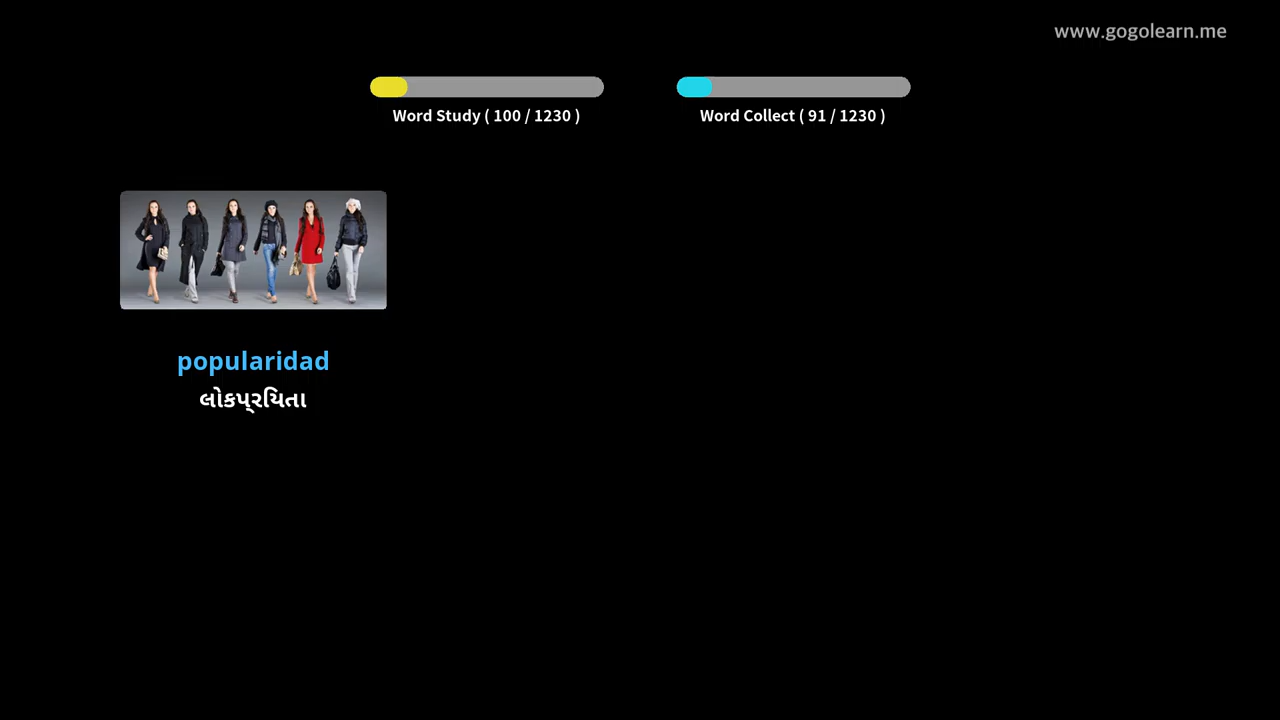 www.gogolearn.me
Word Study ( 100 / 1230 )
Word Collect ( 91 / 1230 )
popularidad
લોકપ્રિયતા